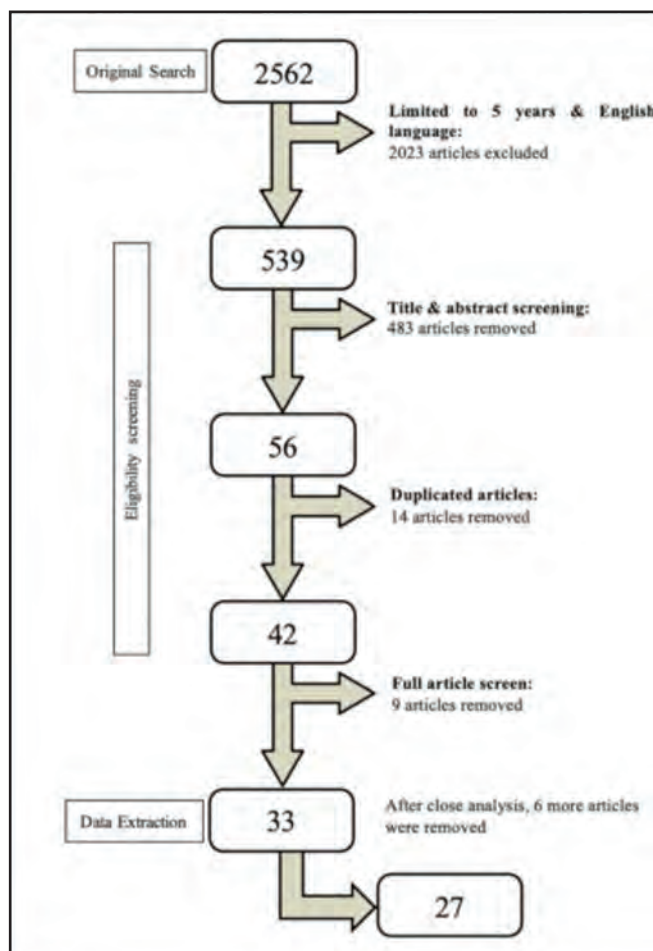 Original Search
2562
Limited to 5 years & English
language:
2023 articles excluded
539
Title & abstract screening:
483 articles removed
Eligibility screening
56
Duplicated articles:
14 articles removed
42
Full article screen:
9 articles removed
Data Extraction
33
After close analysis, 6 more articles
were removed
27